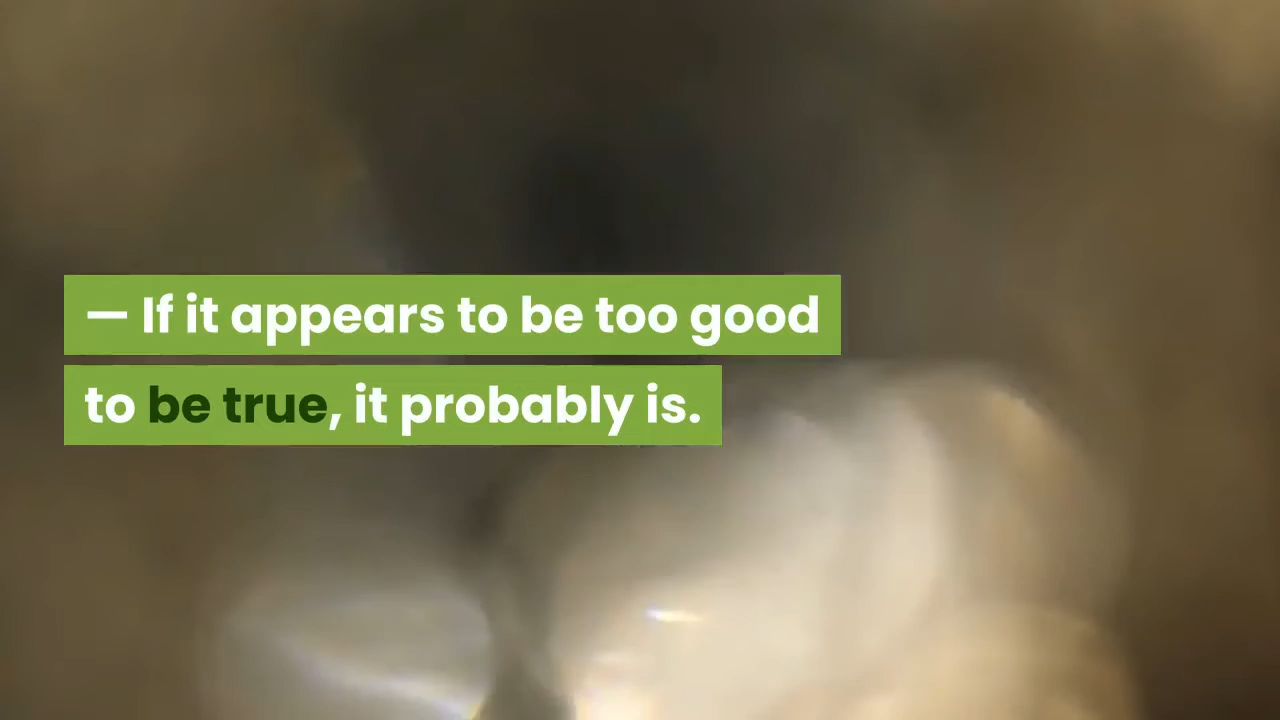 — If it appears to be too good
to be true, it probably is.